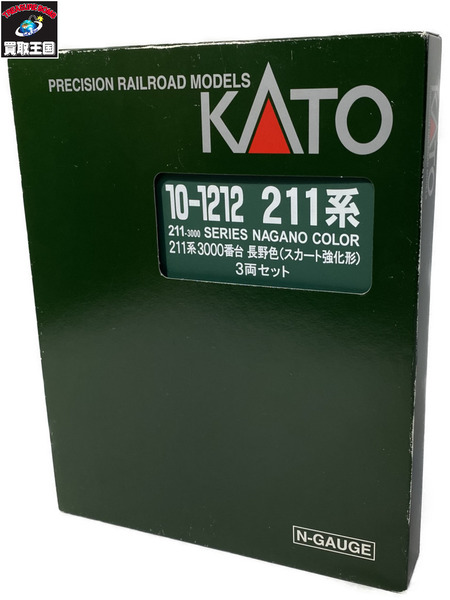 買取王国
PRECISION RAILROAD MODELS
KATO
10-1212 211系
211-3000 SERIES NAGANO COLOR
211系3000番台 長野色(スカート強化形)
3両セット
N-GAUGE
KATO